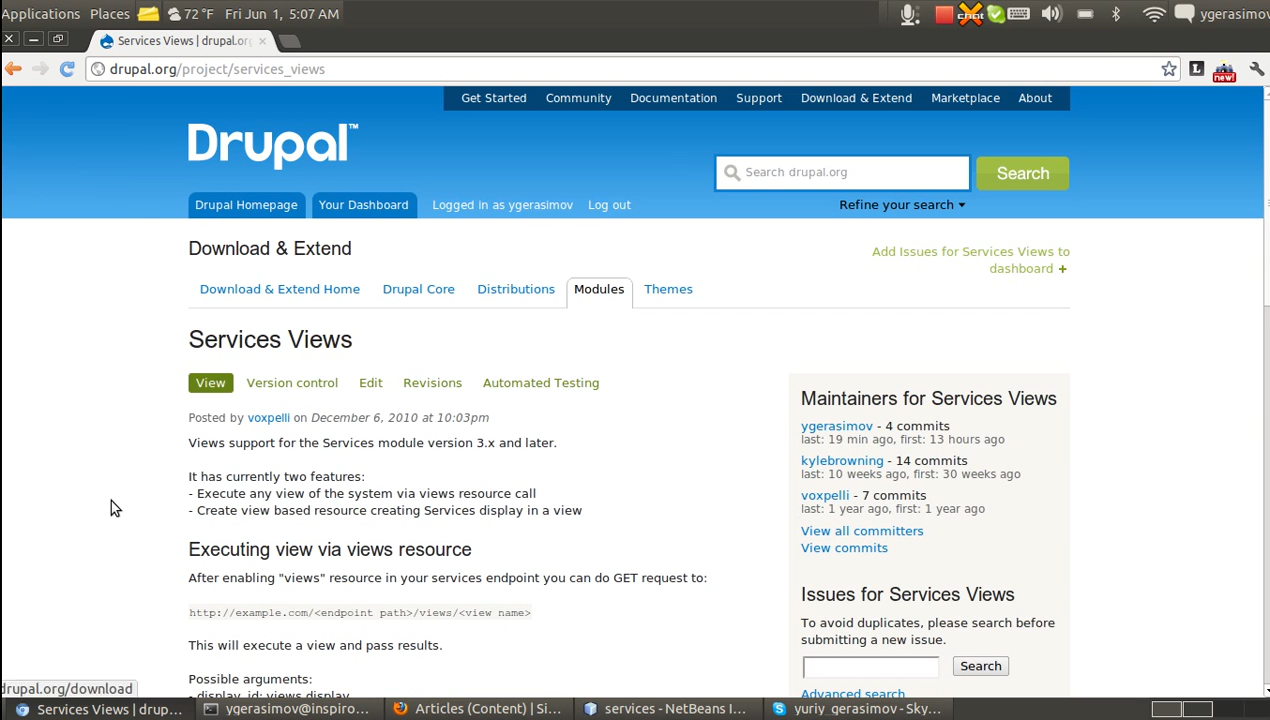 Applications Places 72 °F Fri Jun 1, 5:07 AM ygerasimov
Services Views | drupal.org
drupal.org/project/services_views
L new!
Get Started Community Documentation Support Download & Extend Marketplace About
Drupal™
Search drupal.org Search
Drupal Homepage Your Dashboard Logged in as ygerasimov Log out Refine your search
Download & Extend
Add Issues for Services Views to
dashboard +
Download & Extend Home Drupal Core Distributions Modules Themes
Services Views
View Version control Edit Revisions Automated Testing
Posted by voxpelli on December 6, 2010 at 10:03pm
Views support for the Services module version 3.x and later.
It has currently two features:
- Execute any view of the system via views resource call
- Create view based resource creating Services display in a view
Executing view via views resource
After enabling "views" resource in your services endpoint you can do GET request to:
http://example.com/<endpoint path>/views/<view name>
This will execute a view and pass results.
Possible arguments:
- display_id: views display
Maintainers for Services Views
ygerasimov - 4 commits
last: 19 min ago, first: 13 hours ago
kylebrowning - 14 commits
last: 10 weeks ago, first: 30 weeks ago
voxpelli - 7 commits
last: 1 year ago, first: 1 year ago
View all committers
View commits
Issues for Services Views
To avoid duplicates, please search before
submitting a new issue.
Search
Advanced search
drupal.org/download
Services Views | drup... ygerasimov@inspiro... Articles (Content) | Si... services - NetBeans I... yuriy_gerasimov - Sky...